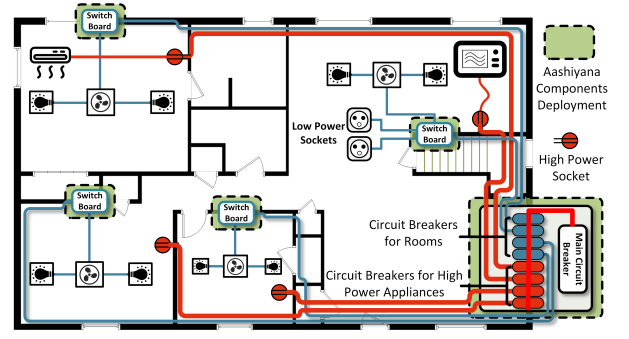 Switch
Board
Aashiyana
Components
Deployment
Low Power
Sockets
Switch
Board
High Power
Socket
Switch
Board
Switch
Board
Circuit Breakers
for Rooms
Main Circuit
Breaker
Circuit Breakers for High
Power Appliances